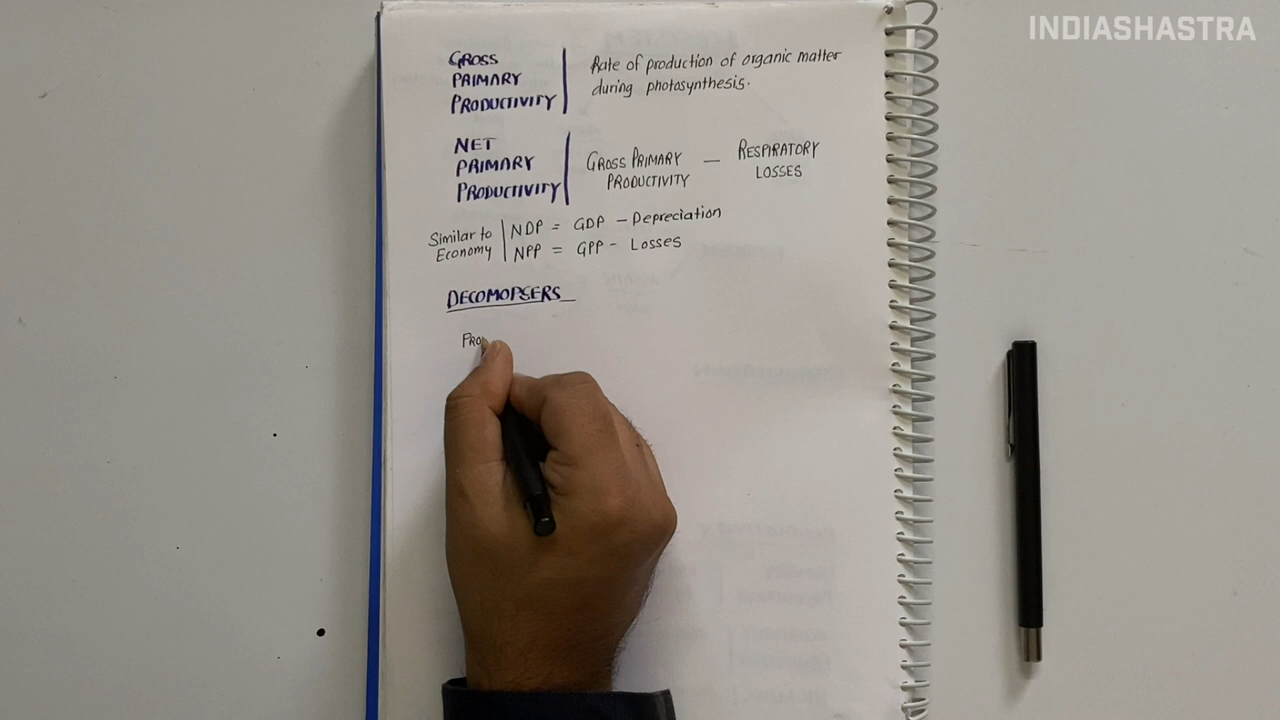 INDIASHASTRA
GROSS
PRIMARY
PRODUCTIVITY
Rate of production of organic matter
during photosynthesis.
NET
PRIMARY
PRODUCTIVITY
GROSS PRIMARY
PRODUCTIVITY
—
RESPIRATORY
LOSSES
Similar to
Economy
NDP = GDP - Depreciation
NPP = GPP - Losses
DECOMOPSERS